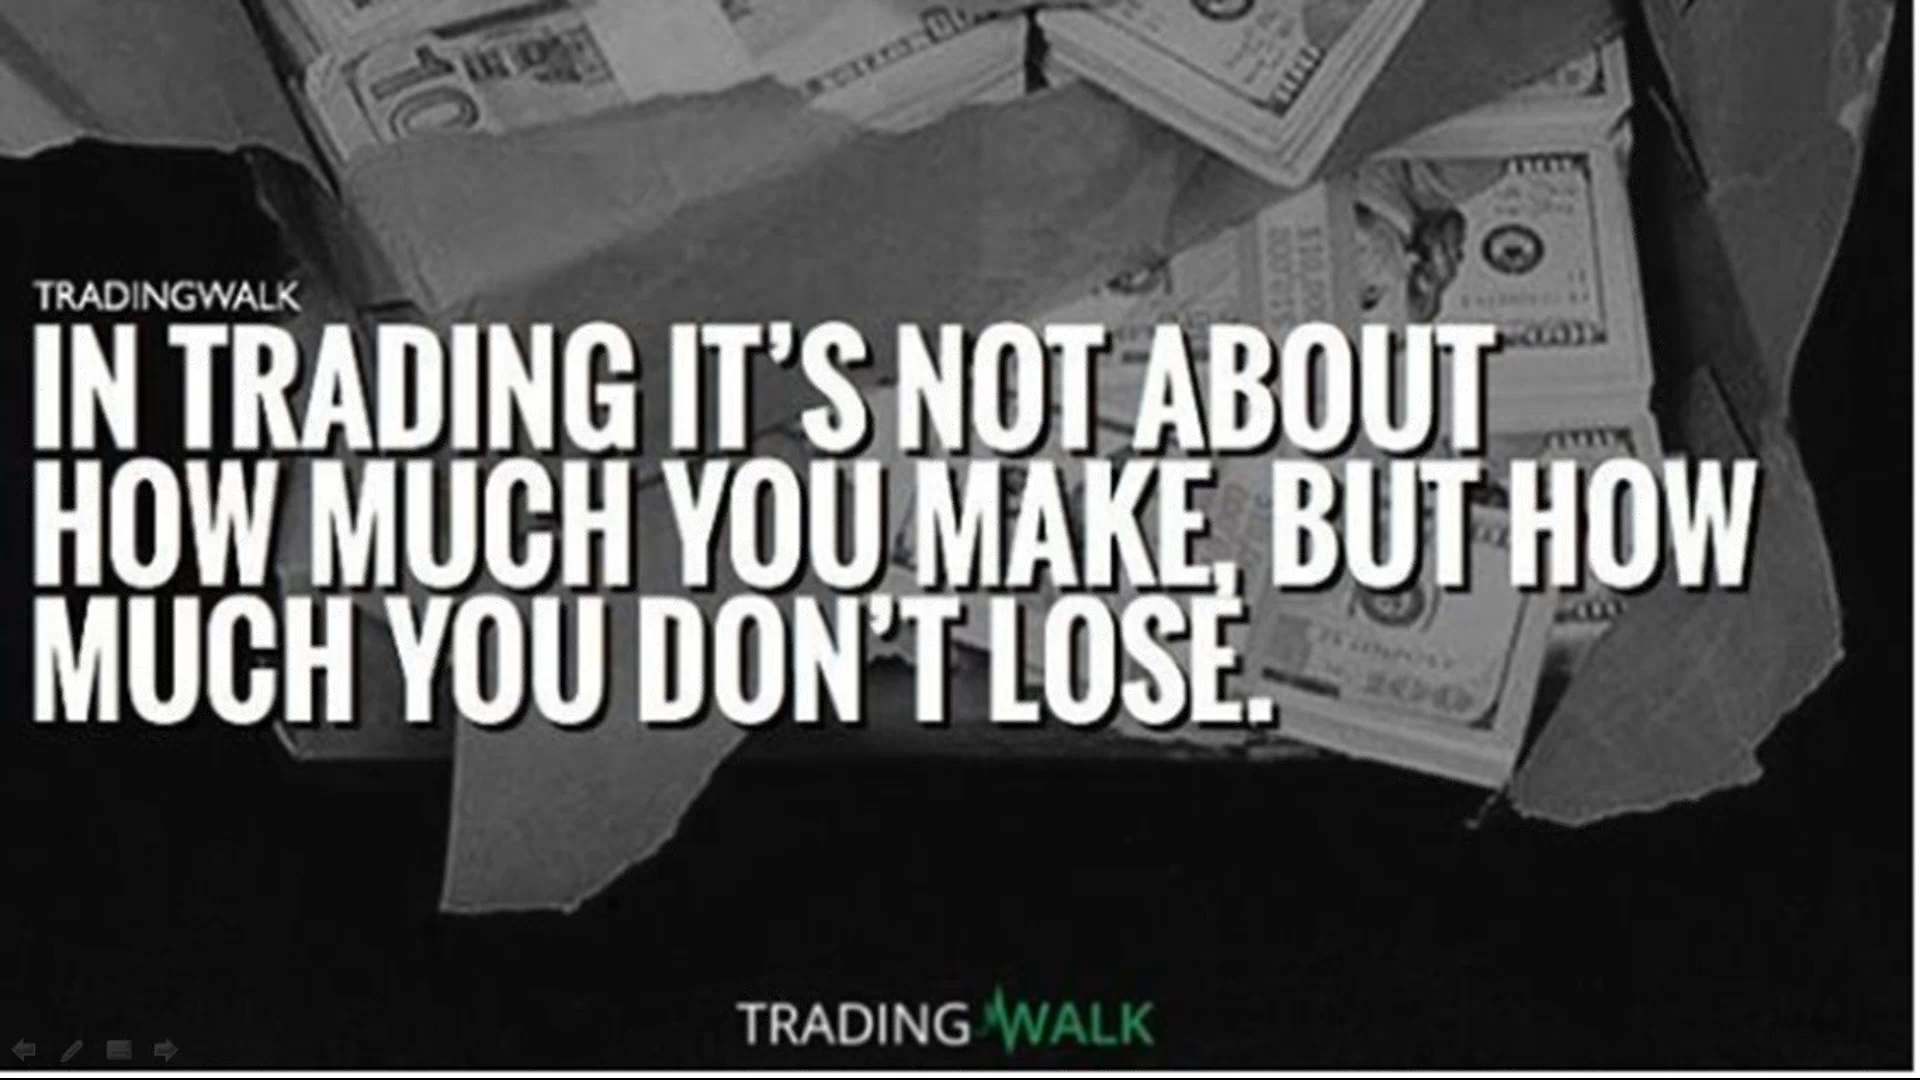 TRADINGWALK
IN TRADING IT'S NOT ABOUT
HOW MUCH YOU MAKE, BUT HOW
MUCH YOU DON'T LOSE.
TRADING WALK